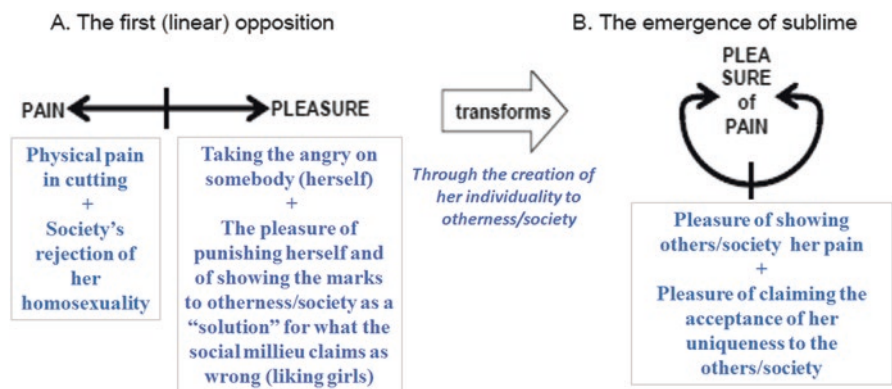 A. The first (linear) opposition
B. The emergence of sublime
PAIN
PLEASURE
transforms
PLEA
SURE
of
PAIN
Physical pain
in cutting
+
Society's
rejection of
her
homosexuality
Taking the angry on
somebody (herself)
+
The pleasure of
punishing herself and
of showing the marks
to otherness/society as a
“solution” for what the
social millieu claims as
wrong (liking girls)
Through the creation of
her individuality to
otherness/society
Pleasure of showing
others/society her pain
+
Pleasure of claiming the
acceptance of her
uniqueness to the
others/society